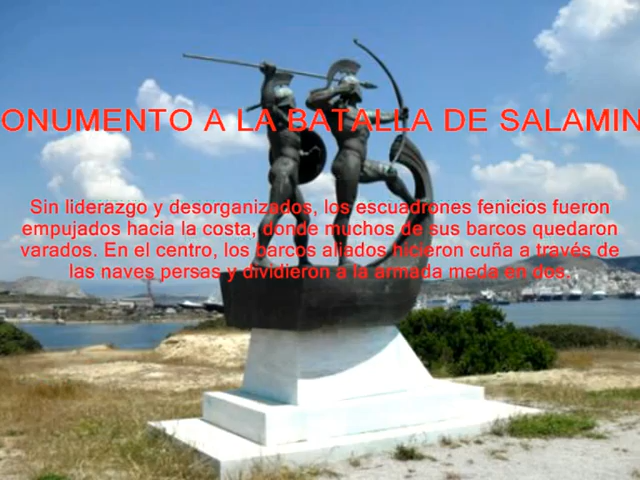 ONUMENTO A LA BATALLA DE SALAMIN
Sin liderazgo y desorganizados, los escuadrones fenicios fueron
empujados hacia la costa, donde muchos de sus barcos quedaron
varados. En el centro, los barcos aliados hicieron cuña a través de
las naves persas y dividieron a la armada meda en dos.